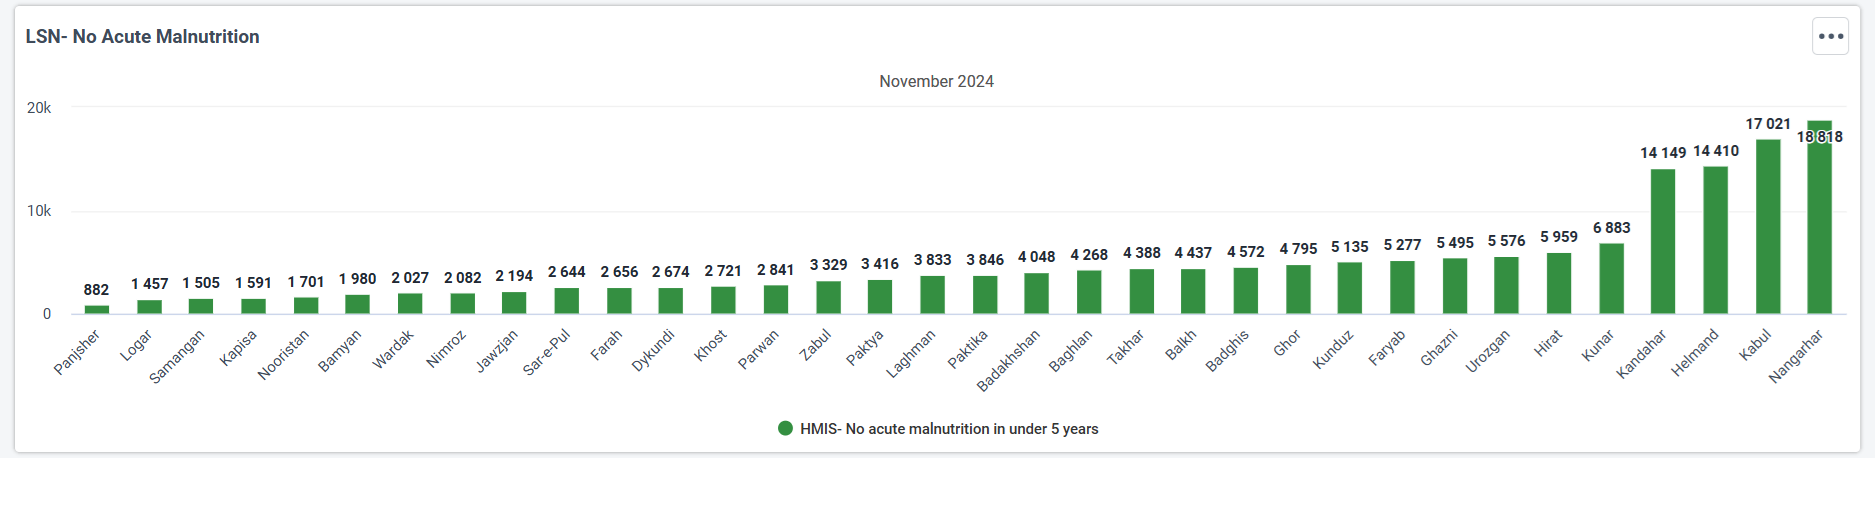 LSN- No Acute Malnutrition
November 2024
20k
10k
0
882
1 457
1 505
1 591
1 701
1 980
2 027
2 082
2 194
2 644
2 656
2 674
2 721
2 841
3 329
3 416
3 833
3 846
4 048
4 268
4 388
4 437
4 572
4 795
5 135
5 277
5 495
5 576
5 959
6 883
14 149
14 410
17 021
18 818
Panjsher
Logar
Samangan
Kapisa
Nooristan
Bamyan
Wardak
Nimroz
Jawzjan
Sar-e-Pul
Farah
Dykundi
Khost
Parwan
Zabul
Paktya
Laghman
Paktika
Badakhshan
Baghlan
Takhar
Balkh
Badghis
Ghor
Kunduz
Faryab
Ghazni
Urozgan
Hirat
Kunar
Kandahar
Helmand
Kabul
Nangarhar
HMIS- No acute malnutrition in under 5 years